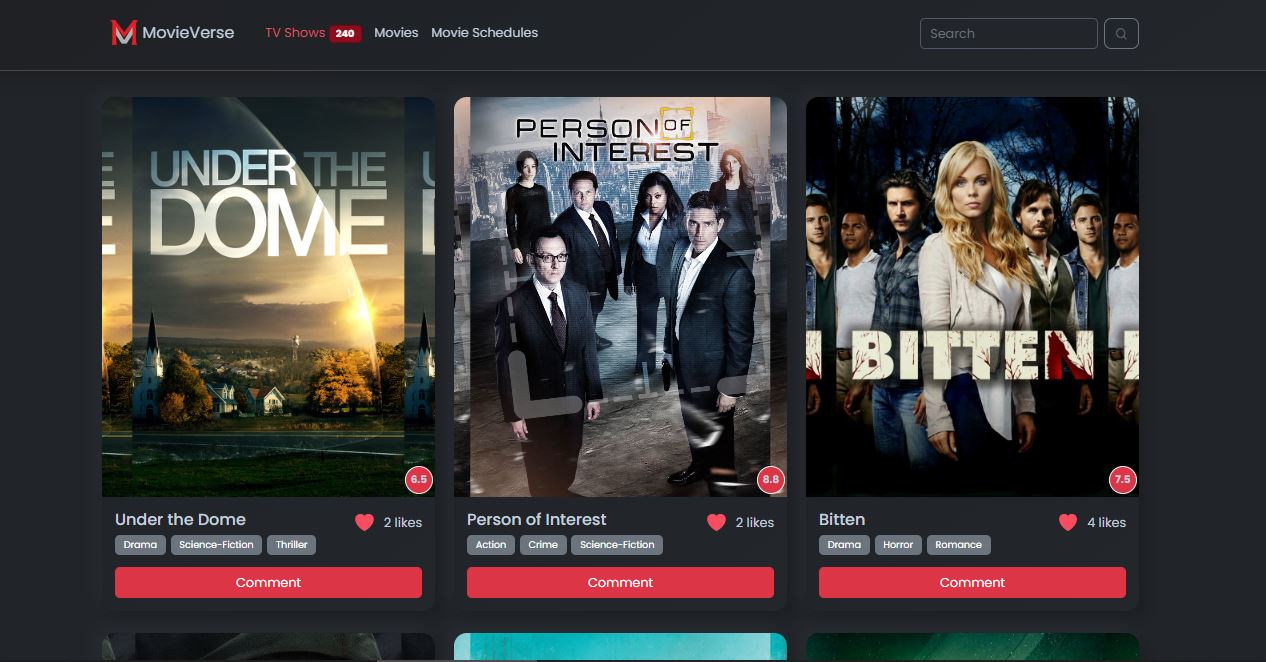 MovieVerse
TV Shows 240
Movies
Movie Schedules
Search
UNDER THE
DOME
6.5
Under the Dome
2 likes
Drama
Science-Fiction
Thriller
Comment
PERSON OF
INTEREST
8.8
Person of Interest
2 likes
Action
Crime
Science-Fiction
Comment
BITTEN
7.5
Bitten
4 likes
Drama
Horror
Romance
Comment